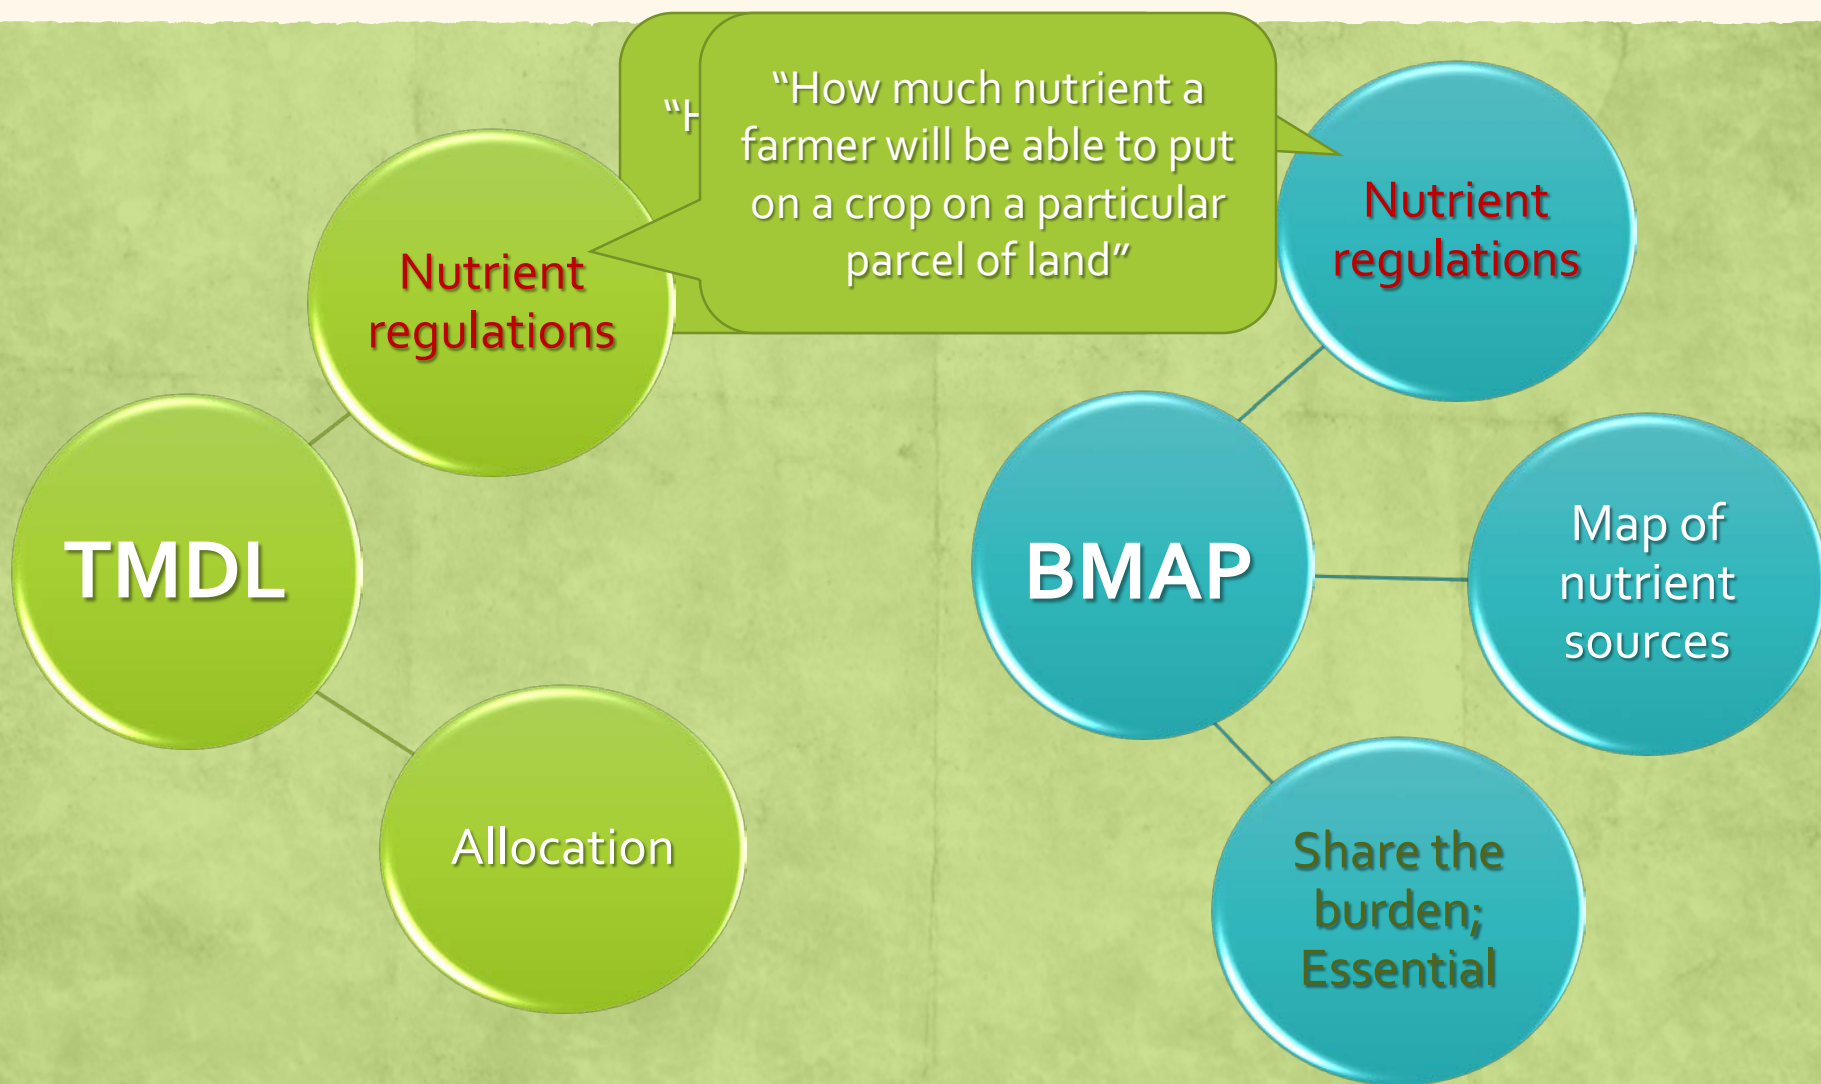 "How much nutrient a
farmer will be able to put
on a crop on a particular
parcel of land"
Nutrient
regulations
TMDL
Allocation
Nutrient
regulations
BMAP
Map of
nutrient
sources
Share the
burden;
Essential